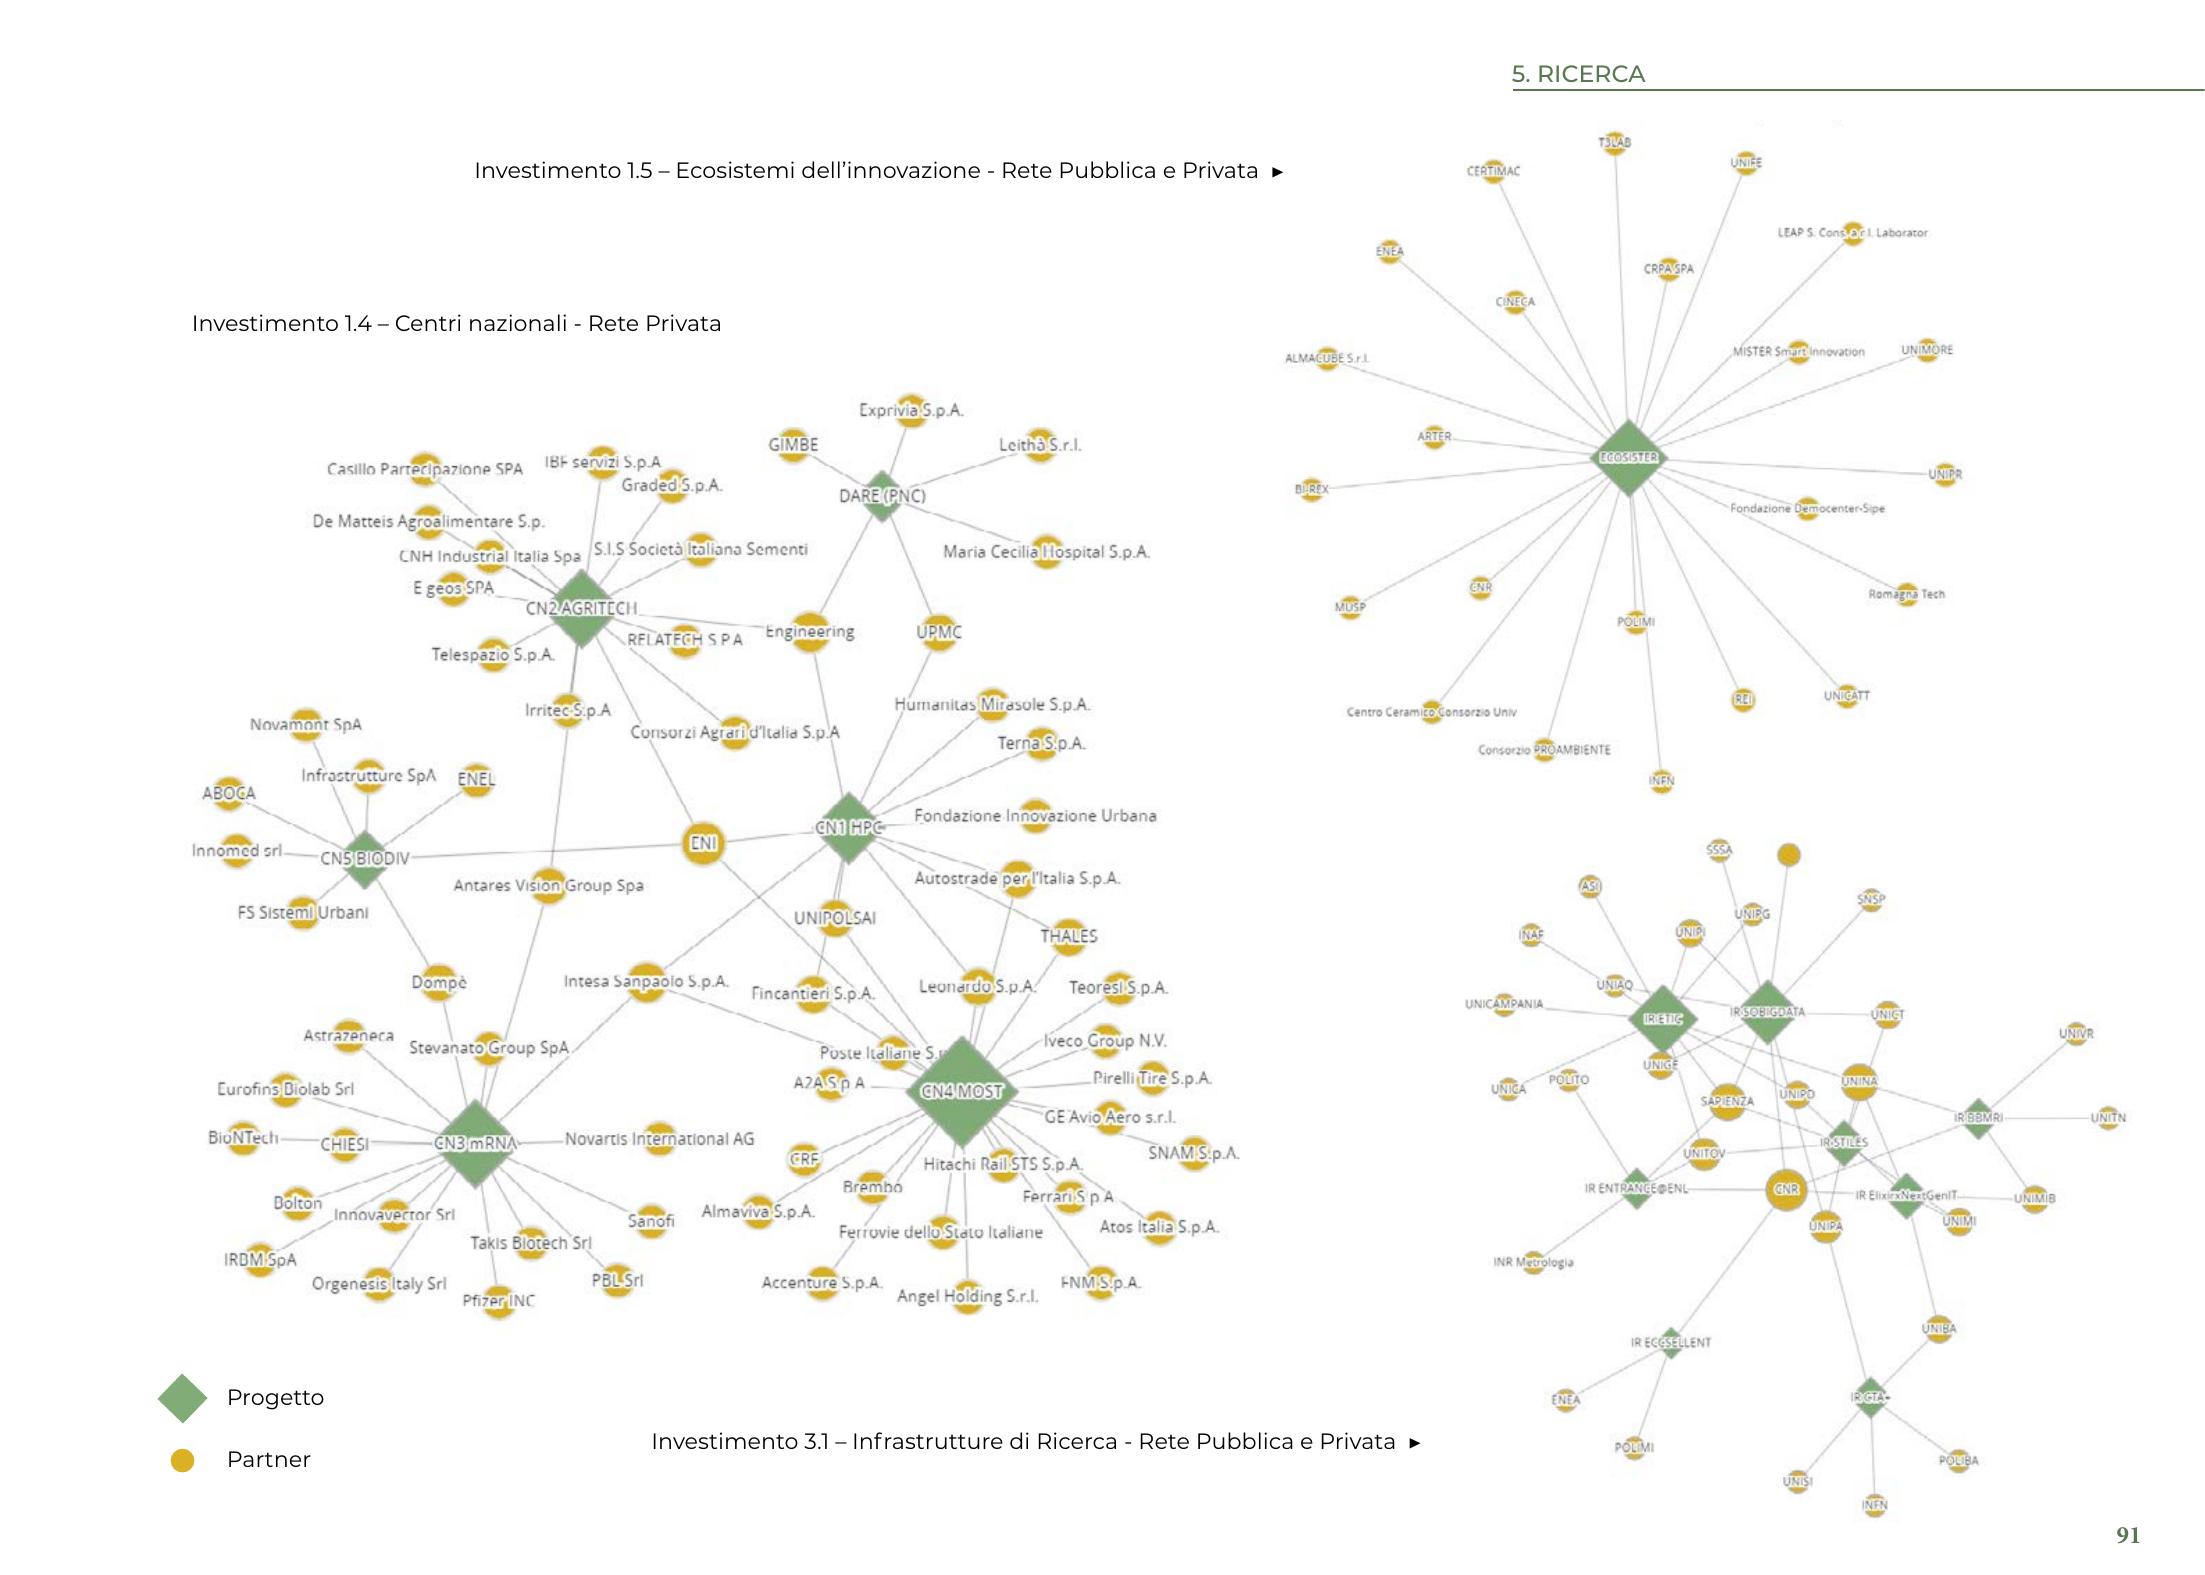 5. RICERCA
Investimento 1.5 – Ecosistemi dell’innovazione - Rete Pubblica e Privata ►
T3LAB
UNIFE
CERTIMAC
LEAP S. Cons. a r.l. Laborator
ENEA
CRPA SPA
CINECA
MISTER Smart Innovation
UNIMORE
ALMACUBE S.r.l.
ARTER
ECOSISTER
UNIPR
BI-REX
Fondazione Democenter-Sipe
CNR
Romagna Tech
MUSP
POLIMI
REI
UNICATT
Centro Ceramico Consorzio Univ
Consorzio PROAMBIENTE
INFN
Investimento 1.4 – Centri nazionali - Rete Privata
Exprivia S.p.A.
GIMBE
Leithà S.r.l.
Casillo Partecipazione SPA
IBF servizi S.p.A
Graded S.p.A.
DARE (PNC)
De Matteis Agroalimentare S.p.
CNH Industrial Italia Spa
S.I.S Società Italiana Sementi
Maria Cecilia Hospital S.p.A.
E geos SPA
CN2 AGRITECH
RELATECH S.P.A
Engineering
UPMC
Telespazio S.p.A.
Irritec S.p.A
Humanitas Mirasole S.p.A.
Novamont SpA
Consorzi Agrari d’Italia S.p.A
Terna S.p.A.
Infrastrutture SpA
ENEL
ABOCA
Fondazione Innovazione Urbana
CN1 HPC
ENI
Innomed srl
CN5 BIODIV
Antares Vision Group Spa
Autostrade per l’Italia S.p.A.
FS Sistemi Urbani
UNIPOLSAI
THALES
Dompè
Intesa Sanpaolo S.p.A.
Fincantieri S.p.A.
Leonardo S.p.A.
Teoresi S.p.A.
Astrazeneca
Stevanato Group SpA
Poste Italiane S.
Iveco Group N.V.
Eurofins Biolab Srl
A2A S.p.A
CN4 MOST
Pirelli Tire S.p.A.
GE Avio Aero s.r.l.
BioNTech
CHIESI
CN3 mRNA
Novartis International AG
CRF
Hitachi Rail STS S.p.A.
SNAM S.p.A.
Brembo
Ferrari S.p.A
Bolton
Innovavector Srl
Sanofi
Almaviva S.p.A.
Ferrovie dello Stato Italiane
Atos Italia S.p.A.
Takis Biotech Srl
IRBM SpA
Orgenesis Italy Srl
PBL Srl
Pfizer INC
Accenture S.p.A.
Angel Holding S.r.l.
FNM S.p.A.
SSSA
ASI
SNSP
UNIPG
INAF
UNIPI
UNIAQ
UNICAMPANIA
IR ETIC
IR SOBIGDATA
UNICT
UNIVR
UNIGE
UNICA
POLITO
UNINA
SAPIENZA
UNIPD
IR BBMRI
UNITN
IR STILES
UNITOV
IR ENTRANCE@ENL
CNR
IR ElixirxNextGenIT
UNIMIB
UNIPA
UNIMI
INR Metrologia
UNIBA
IR ECCSELLENT
ENEA
IR CTA+
POLIMI
POLIBA
UNISI
INFN
Progetto
Partner
Investimento 3.1 – Infrastrutture di Ricerca - Rete Pubblica e Privata ►
91